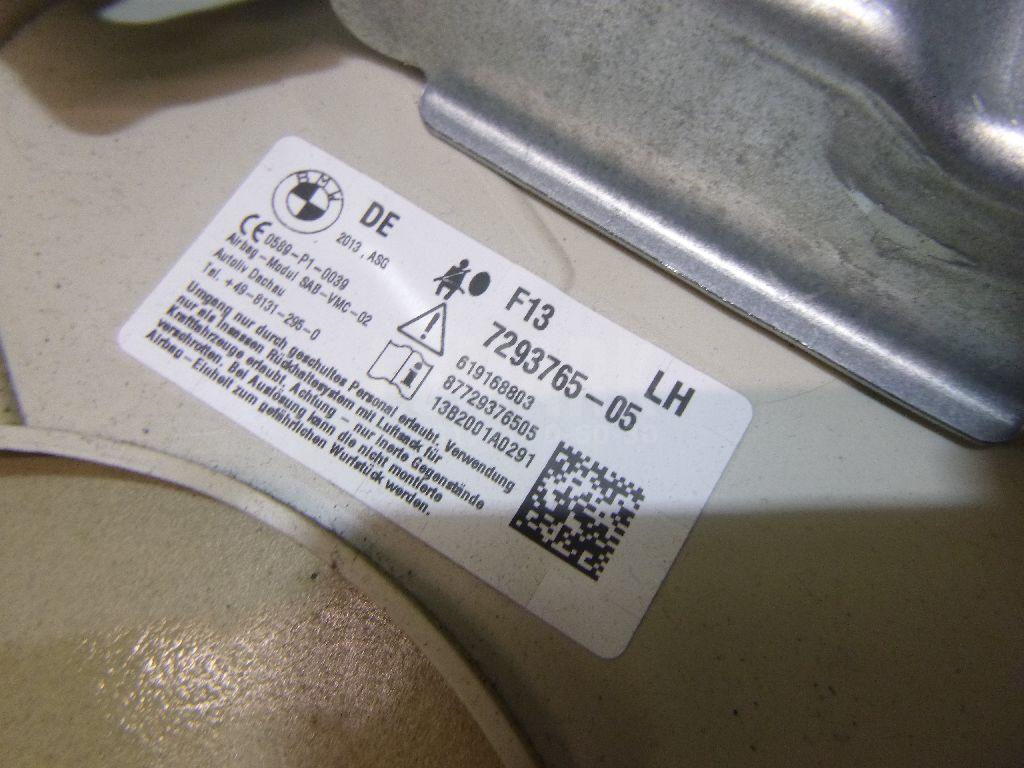 BMW
DE
2013, ASG
CE 0589-P1-0039
Airbag-Modul SAB-VMC-02
Autoliv Dachau
Tel. +49-8131-295-0
F13
LH
7293765-05
619168803
87729376505
13B2001A0291
Umgang nur durch geschultes Personal erlaubt. Verwendung
nur als Insassen Rückhaltesystem mit Luftsack für
Kraftfahrzeuge erlaubt. Achtung - nur inerte Gegenstände
verschrotten. Bei Auslösung kann die nicht montierte
Airbag-Einheit zum gefährlichen Wurfstück werden.